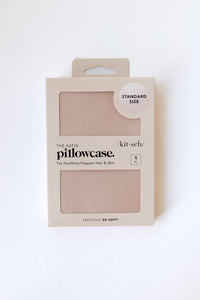 STANDARD
SIZE
THE SATIN
pillowcase.
/kit·sch/
For (healthier/happier) Hair & Skin
1